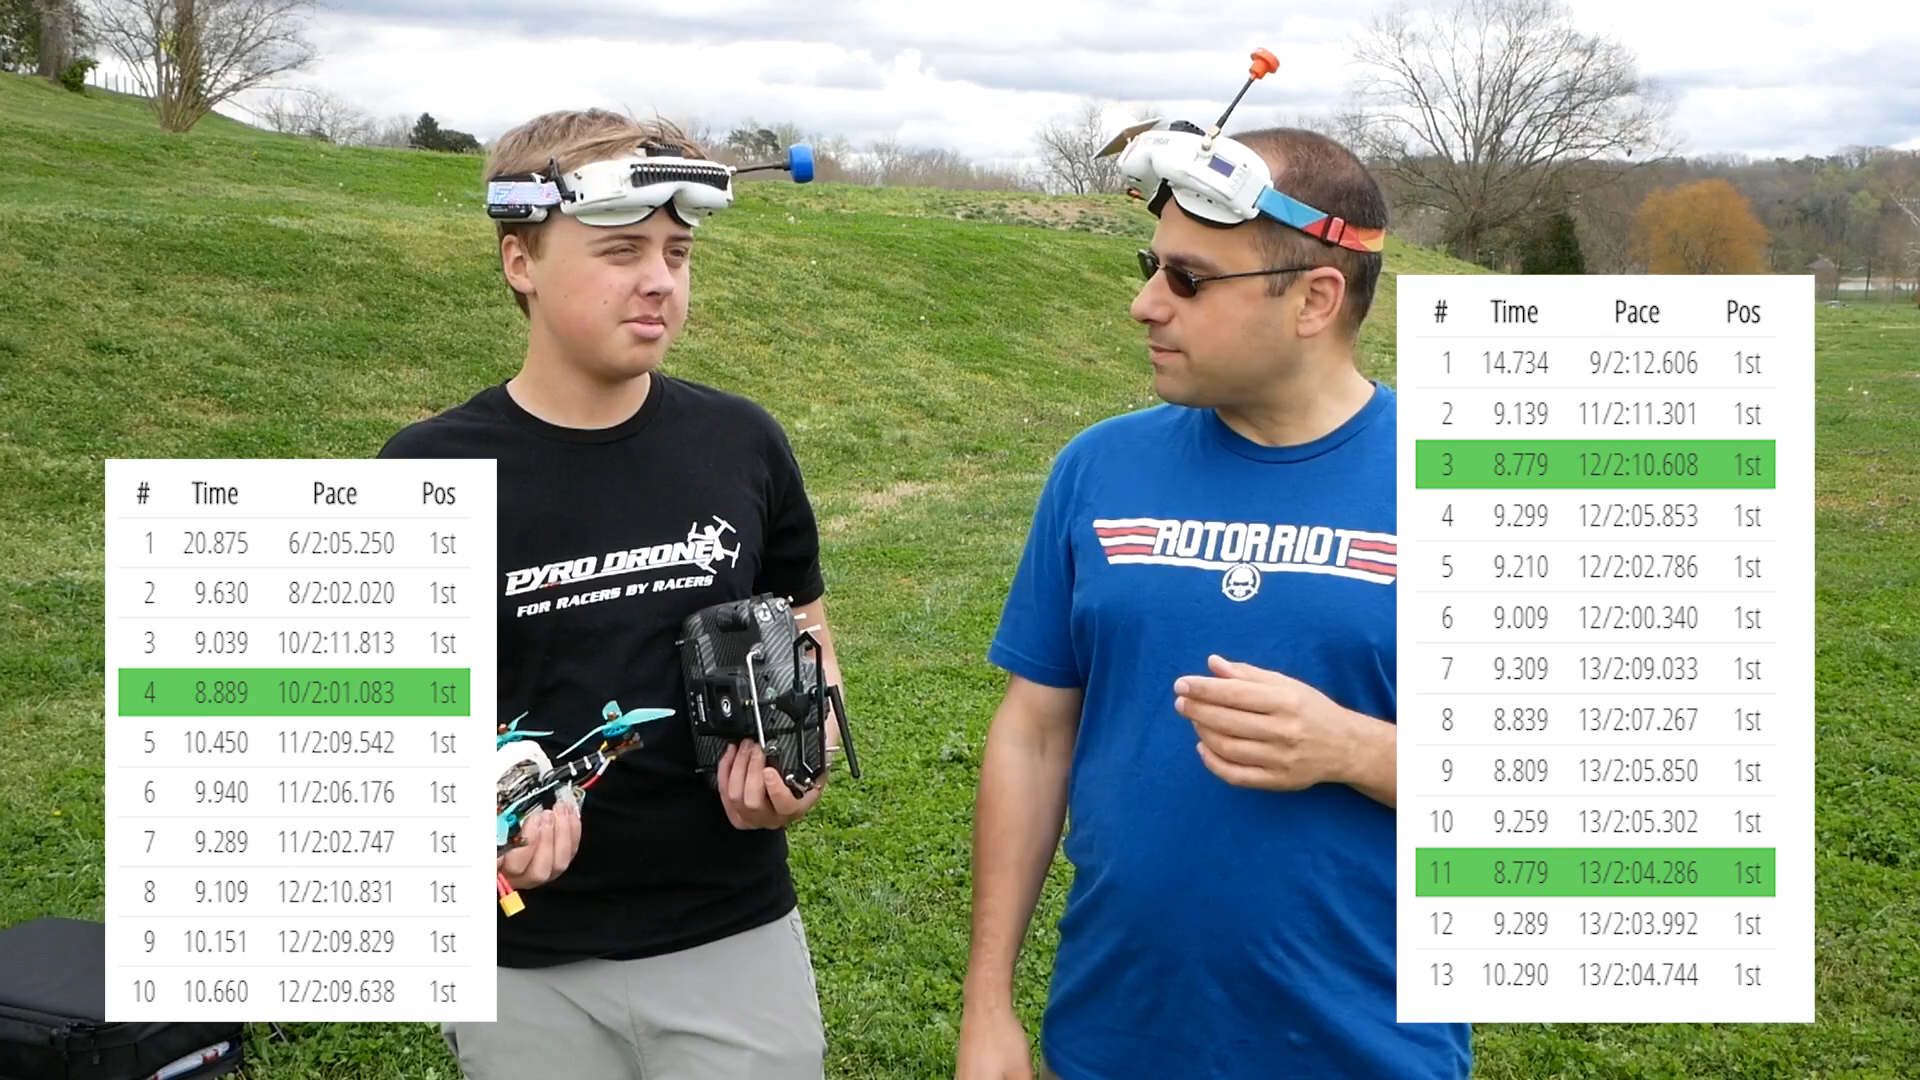 # Time Pace Pos
1 20.875 6/2:05.250 1st
2 9.630 8/2:02.020 1st
3 9.039 10/2:11.813 1st
4 8.889 10/2:01.083 1st
5 10.450 11/2:09.542 1st
6 9.940 11/2:06.176 1st
7 9.289 11/2:02.747 1st
8 9.109 12/2:10.831 1st
9 10.151 12/2:09.829 1st
10 10.660 12/2:09.638 1st
PYRO DRONE
FOR RACERS BY RACERS
ROTORRIOT
# Time Pace Pos
1 14.734 9/2:12.606 1st
2 9.139 11/2:11.301 1st
3 8.779 12/2:10.608 1st
4 9.299 12/2:05.853 1st
5 9.210 12/2:02.786 1st
6 9.009 12/2:00.340 1st
7 9.309 13/2:09.033 1st
8 8.839 13/2:07.267 1st
9 8.809 13/2:05.850 1st
10 9.259 13/2:05.302 1st
11 8.779 13/2:04.286 1st
12 9.289 13/2:03.992 1st
13 10.290 13/2:04.744 1st